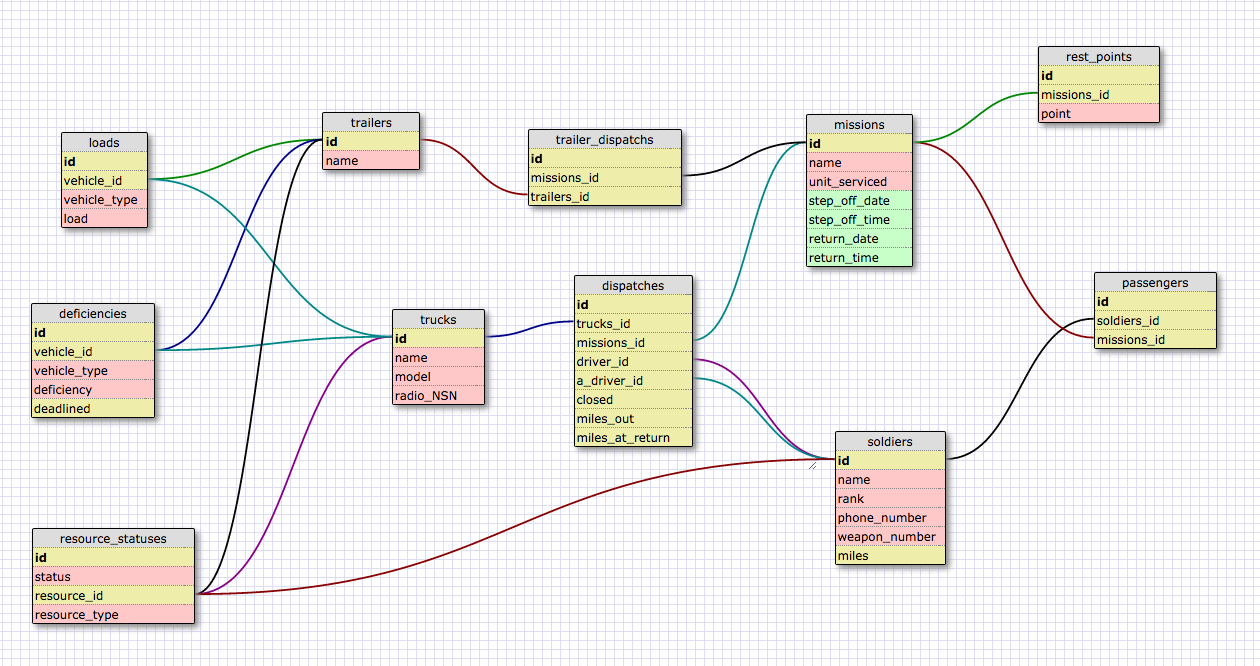 rest_points
id
missions_id
point
trailers
id
name
missions
id
name
unit_serviced
step_off_date
step_off_time
return_date
return_time
trailer_dispatchs
id
missions_id
trailers_id
loads
id
vehicle_id
vehicle_type
load
passengers
id
soldiers_id
missions_id
dispatches
id
trucks_id
missions_id
driver_id
a_driver_id
closed
miles_out
miles_at_return
deficiencies
id
vehicle_id
vehicle_type
deficiency
deadlined
trucks
id
name
model
radio_NSN
soldiers
id
name
rank
phone_number
weapon_number
miles
resource_statuses
id
status
resource_id
resource_type